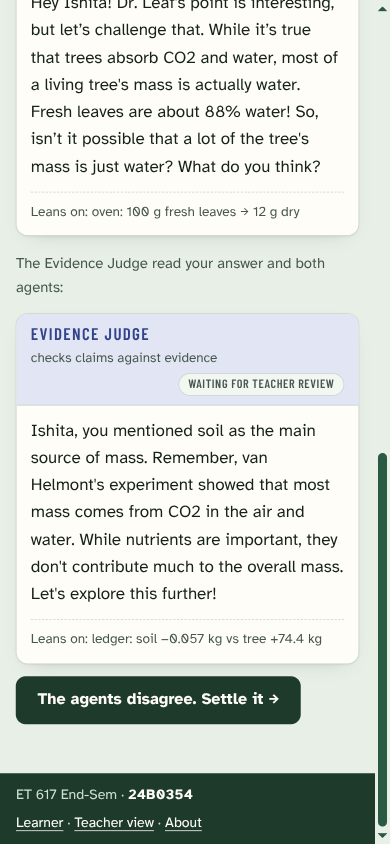 Hey Ishita! Dr. Leaf's point is interesting,
but let's challenge that. While it's true
that trees absorb CO2 and water, most of
a living tree's mass is actually water.
Fresh leaves are about 88% water! So,
isn't it possible that a lot of the tree's
mass is just water? What do you think?
Leans on: oven: 100 g fresh leaves → 12 g dry
The Evidence Judge read your answer and both
agents:
EVIDENCE JUDGE
checks claims against evidence
WAITING FOR TEACHER REVIEW
Ishita, you mentioned soil as the main
source of mass. Remember, van
Helmont's experiment showed that most
mass comes from CO2 in the air and
water. While nutrients are important, they
don't contribute much to the overall mass.
Let's explore this further!
Leans on: ledger: soil −0.057 kg vs tree +74.4 kg
The agents disagree. Settle it →
ET 617 End-Sem · 24B0354
Learner · Teacher view · About